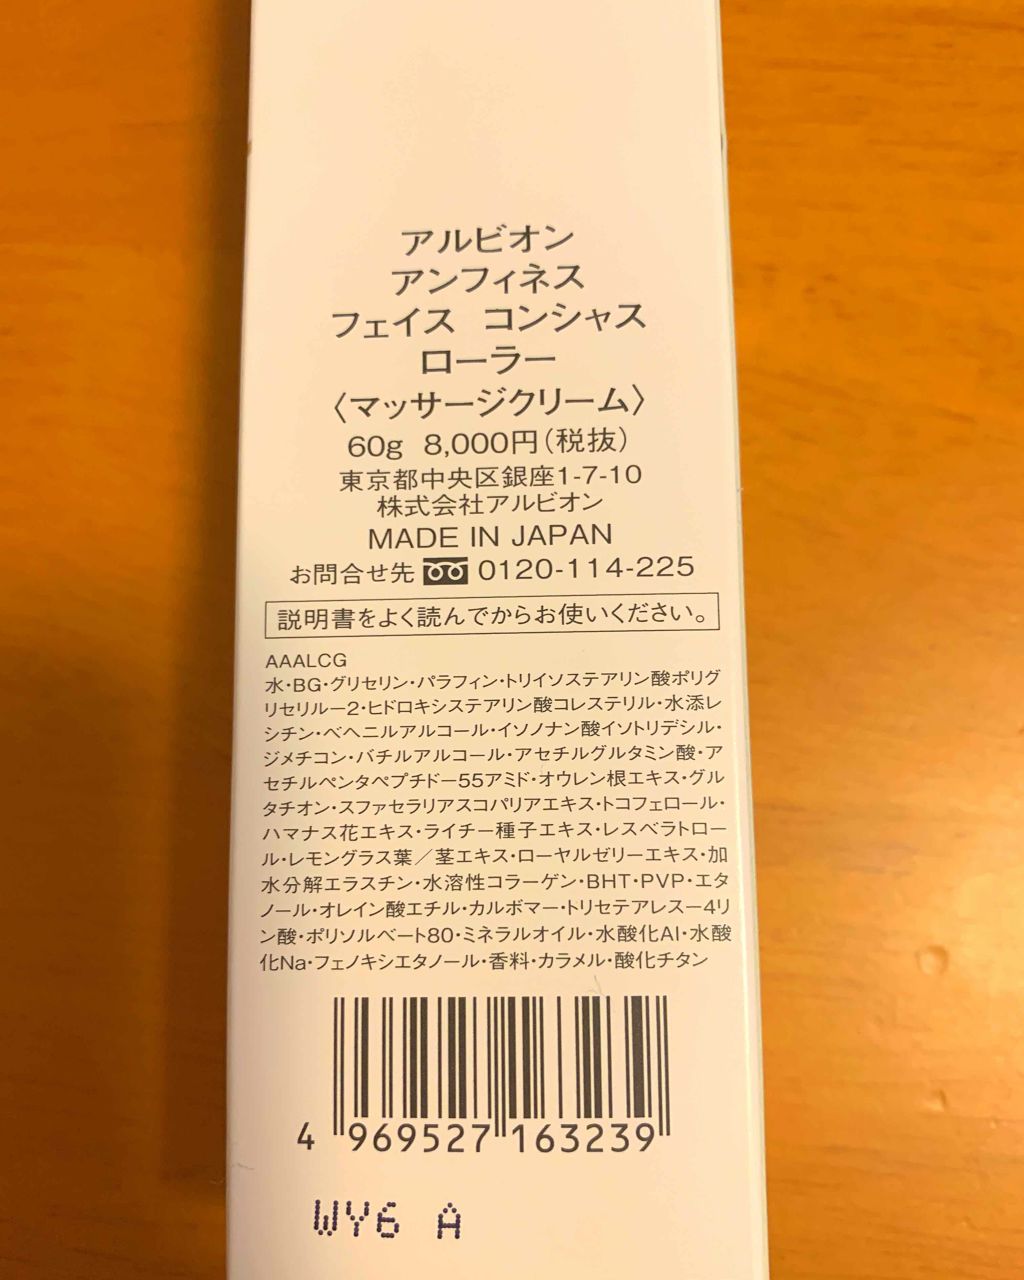 アルビオン
アンフィネス
フェイス コンシャス
ローラー
〈マッサージクリーム〉
60g 8,000円(税抜)
東京都中央区銀座1-7-10
株式会社アルビオン
MADE IN JAPAN
お問合せ先 0120-114-225
説明書をよく読んでからお使いください。
AAALCG
水・BG・グリセリン・パラフィン・トリイソステアリン酸ポリグ
リセリル－2・ヒドロキシステアリン酸コレステリル・水添レ
シチン・ベヘニルアルコール・イソノナン酸イソトリデシル・
ジメチコン・バチルアルコール・アセチルグルタミン酸・ア
セチルペンタペプチド－55アミド・オウレン根エキス・グル
タチオン・スファセラリアスコパリアエキス・トコフェロール・
ハマナス花エキス・ライチー種子エキス・レスベラトロー
ル・レモングラス葉／茎エキス・ローヤルゼリーエキス・加
水分解エラスチン・水溶性コラーゲン・BHT・PVP・エタ
ノール・オレイン酸エチル・カルボマー・トリセテアレス－4リ
ン酸・ポリソルベート80・ミネラルオイル・水酸化Al・水酸
化Na・フェノキシエタノール・香料・カラメル・酸化チタン
4 969527 163239
WY6 A